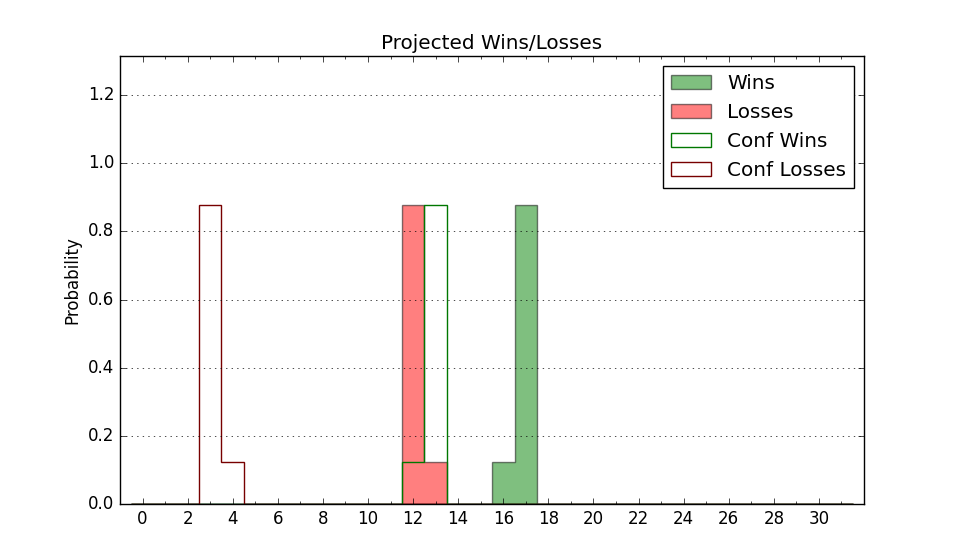 Projected Wins/Losses
Wins
Losses
Conf Wins
Conf Losses
Probability
1.2
1.0
0.8
0.6
0.4
0.2
0.0
0 2 4 6 8 10 12 14 16 18 20 22 24 26 28 30